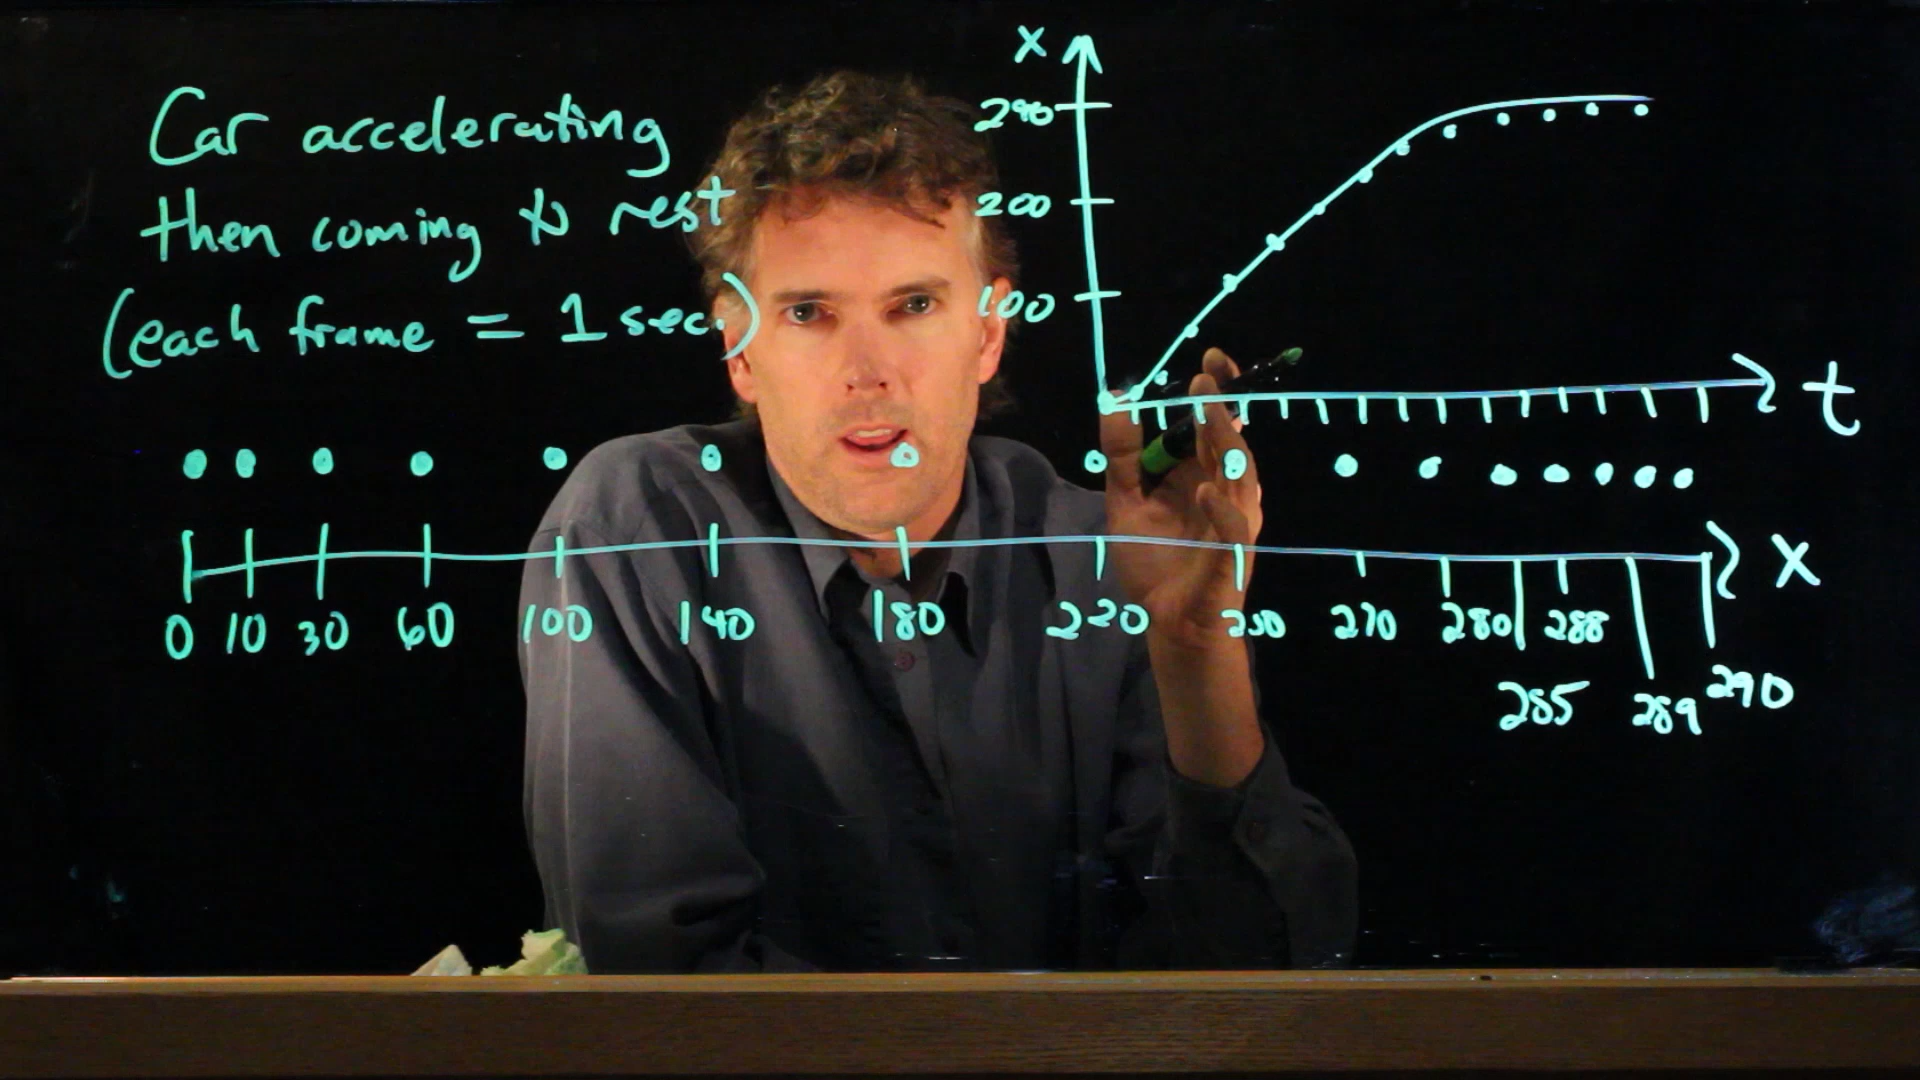 Car accelerating
then coming to rest
(each frame = 1 sec.)
x
290
200
100
t
x
0 10 30 60 100 140 180 220 250 270 280 288
285 289 290